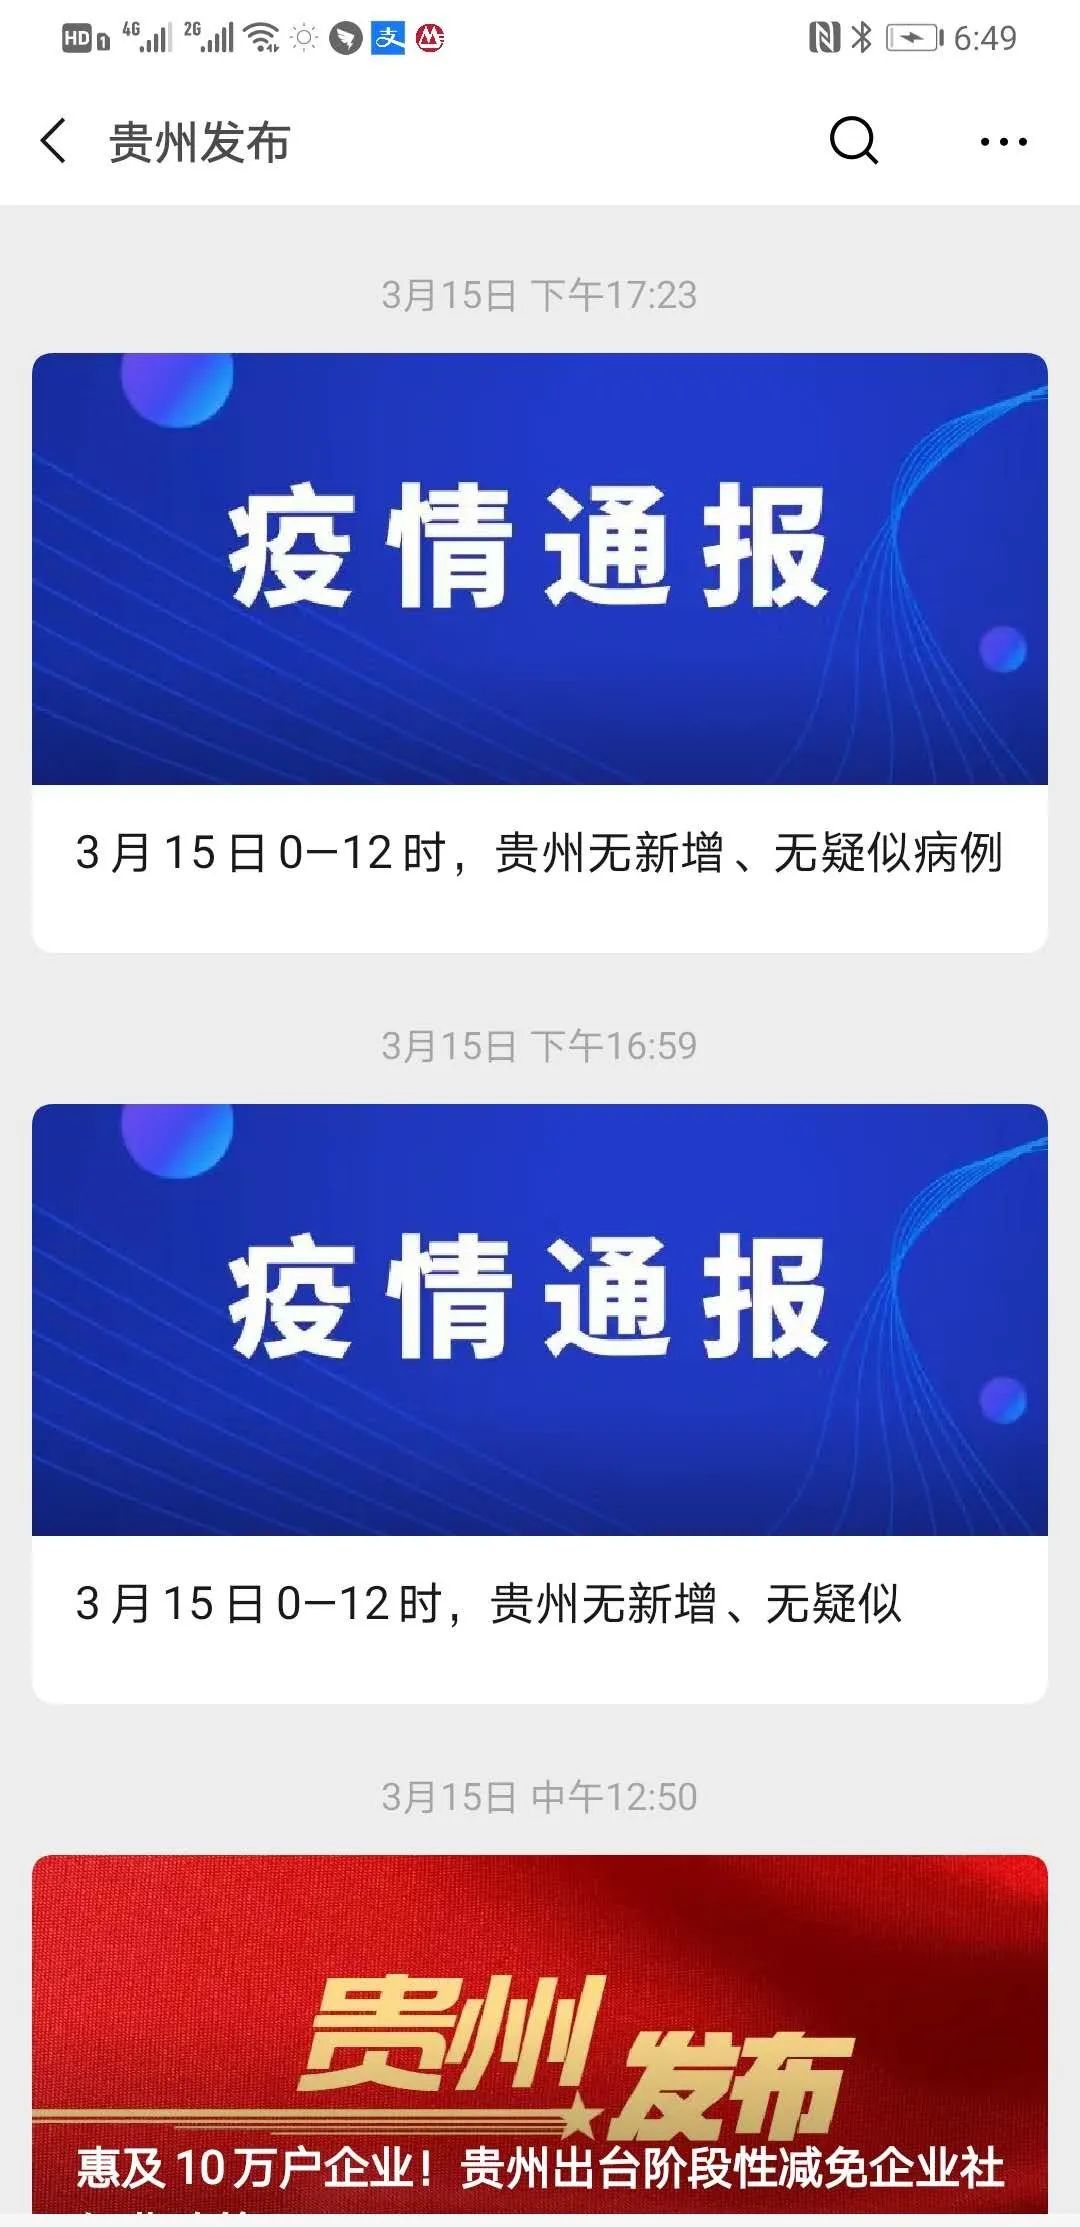 HD 1 4G 2G 支 6:49
贵州发布
3月15日 下午17:23
疫情通报
3月15日0—12时，贵州无新增、无疑似病例
3月15日 下午16:59
疫情通报
3月15日0—12时，贵州无新增、无疑似
3月15日 中午12:50
贵州
发布
惠及10万户企业！贵州出台阶段性减免企业社